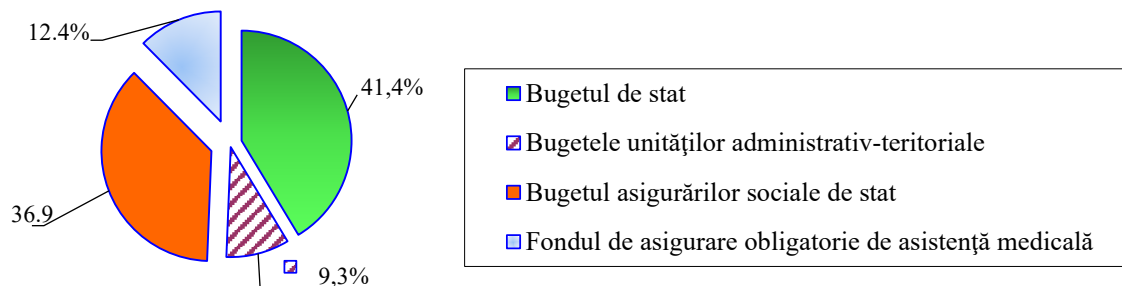 12.4%
41,4%
36.9
9,3%
Bugetul de stat
Bugetele unităţilor administrativ-teritoriale
Bugetul asigurărilor sociale de stat
Fondul de asigurare obligatorie de asistenţă medicală